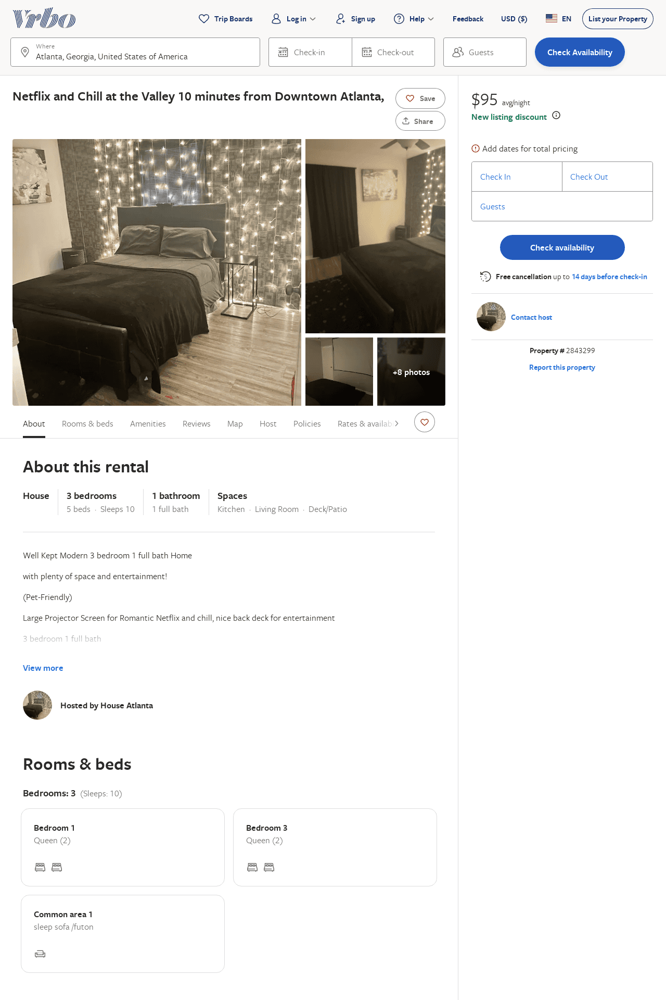 Vrbo
Trip Boards
Log in
Sign up
Help
Feedback
USD ($)
EN
List your Property
Where
Atlanta, Georgia, United States of America
Check-in
Check-out
Guests
Check Availability
Netflix and Chill at the Valley 10 minutes from Downtown Atlanta,
Save
Share
+8 photos
$95 avg/night
New listing discount
Add dates for total pricing
Check In
Check Out
Guests
Check availability
Free cancellation up to 14 days before check-in
Contact host
Property # 2843299
Report this property
About
Rooms & beds
Amenities
Reviews
Map
Host
Policies
Rates & availab
About this rental
House
3 bedrooms
5 beds · Sleeps 10
1 bathroom
1 full bath
Spaces
Kitchen · Living Room · Deck/Patio
Well Kept Modern 3 bedroom 1 full bath Home
with plenty of space and entertainment!
(Pet-Friendly)
Large Projector Screen for Romantic Netflix and chill, nice back deck for entertainment
3 bedroom 1 full bath
View more
Hosted by House Atlanta
Rooms & beds
Bedrooms: 3 (Sleeps: 10)
Bedroom 1
Queen (2)
Bedroom 3
Queen (2)
Common area 1
sleep sofa /futon